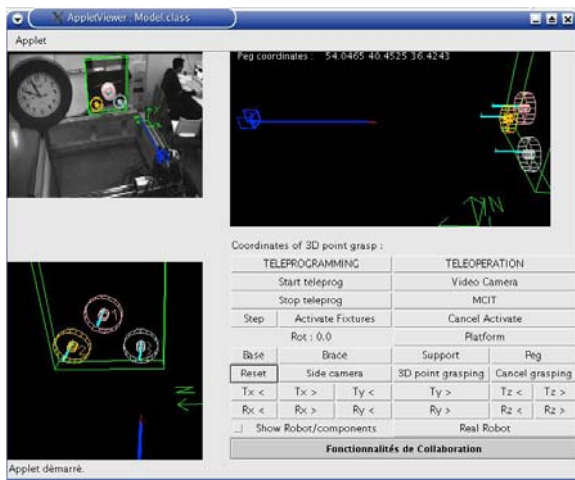 AppletViewer: Model.class
Applet
Peg coordinates : 54.0465 40.4525 36.4243
Coordinates of 3D point grasp :
TELEPROGRAMMING TELEOPERATION
Start teleprog Video Camera
Stop teleprog MCIT
Step Activate Fixtures Cancel Activate
Rot : 0.0 Platform
Base Brace Support Peg
Reset Side camera 3D point grasping Cancel grasping
Tx < Tx > Ty < Ty > Tz < Tz >
Rx < Rx > Ry < Ry > Rz < Rz >
Show Robot/components Real Robot
Fonctionnalités de Collaboration
Applet démarré.